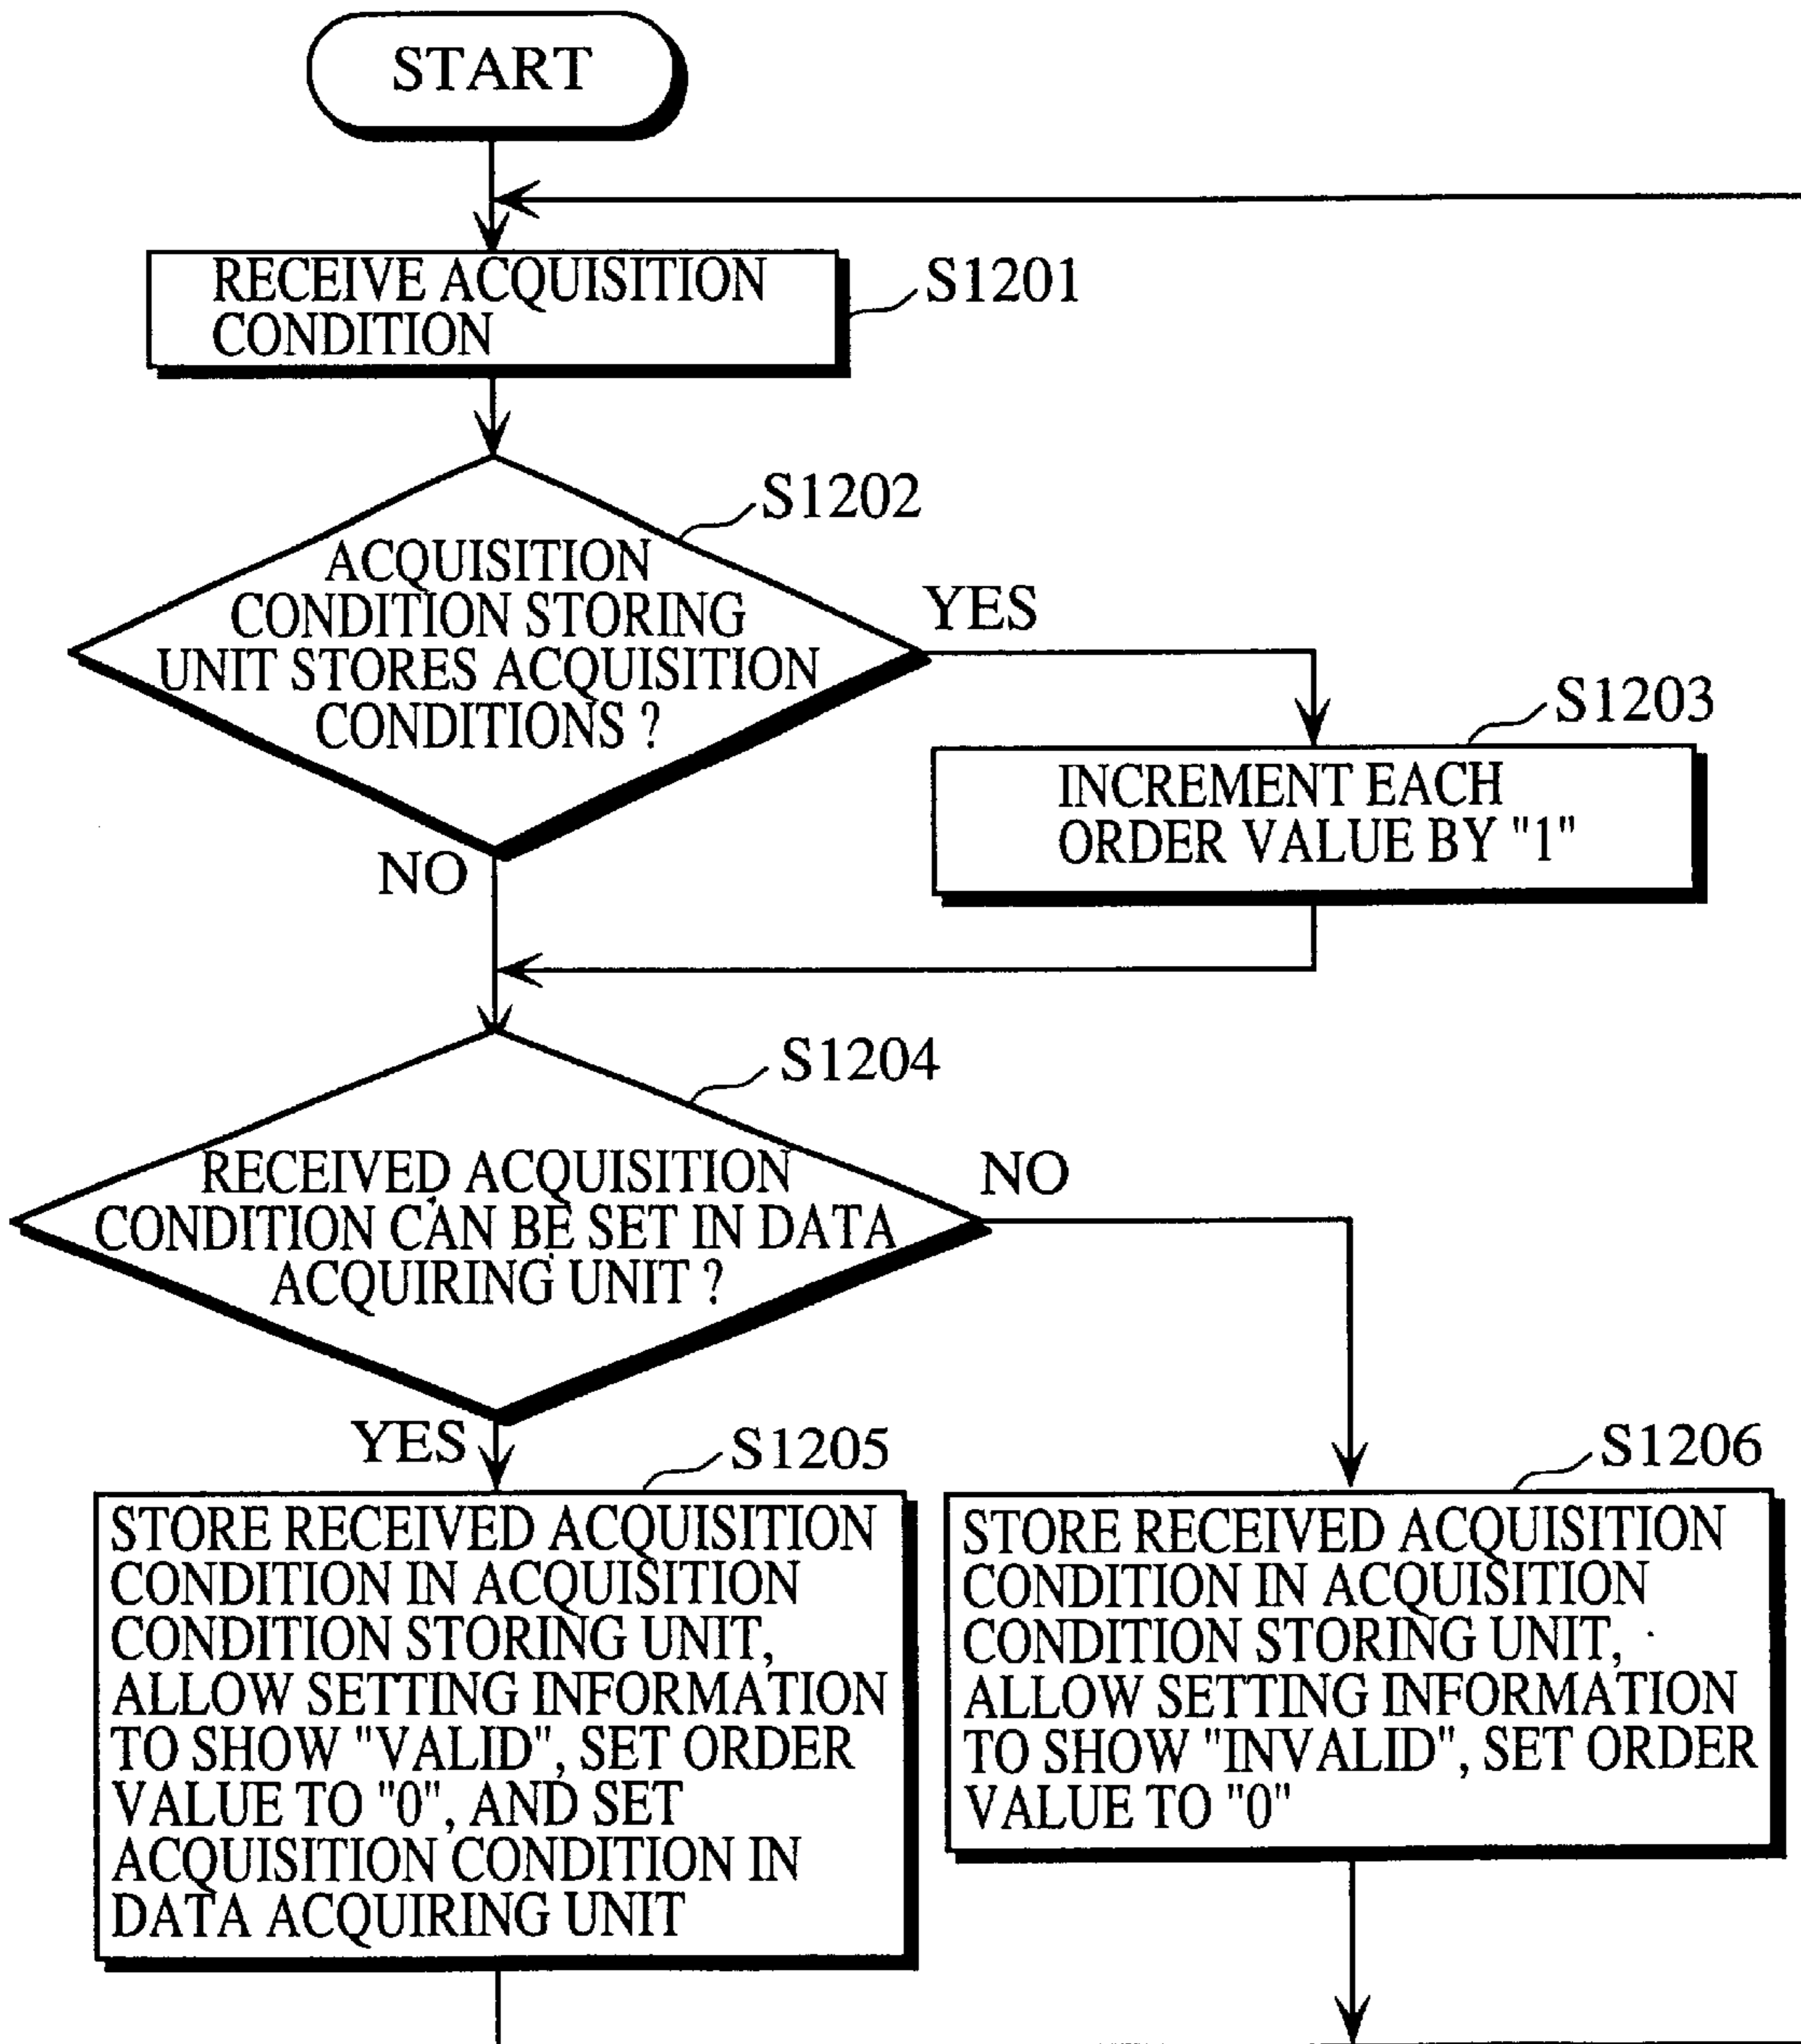 START
RECEIVE ACQUISITION
CONDITION
S1201
S1202
ACQUISITION
CONDITION STORING
UNIT STORES ACQUISITION
CONDITIONS ?
YES
NO
S1203
INCREMENT EACH
ORDER VALUE BY "1"
S1204
RECEIVED ACQUISITION
CONDITION CAN BE SET IN DATA
ACQUIRING UNIT ?
NO
YES
S1205
STORE RECEIVED ACQUISITION
CONDITION IN ACQUISITION
CONDITION STORING UNIT,
ALLOW SETTING INFORMATION
TO SHOW "VALID", SET ORDER
VALUE TO "0", AND SET
ACQUISITION CONDITION IN
DATA ACQUIRING UNIT
S1206
STORE RECEIVED ACQUISITION
CONDITION IN ACQUISITION
CONDITION STORING UNIT,
ALLOW SETTING INFORMATION
TO SHOW "INVALID", SET ORDER
VALUE TO "0"